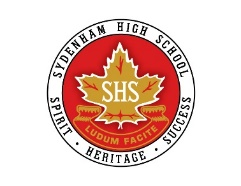 SYDENHAM HIGH SCHOOL
SHS
LUDUM FACITE
SPIRIT • HERITAGE • SUCCESS